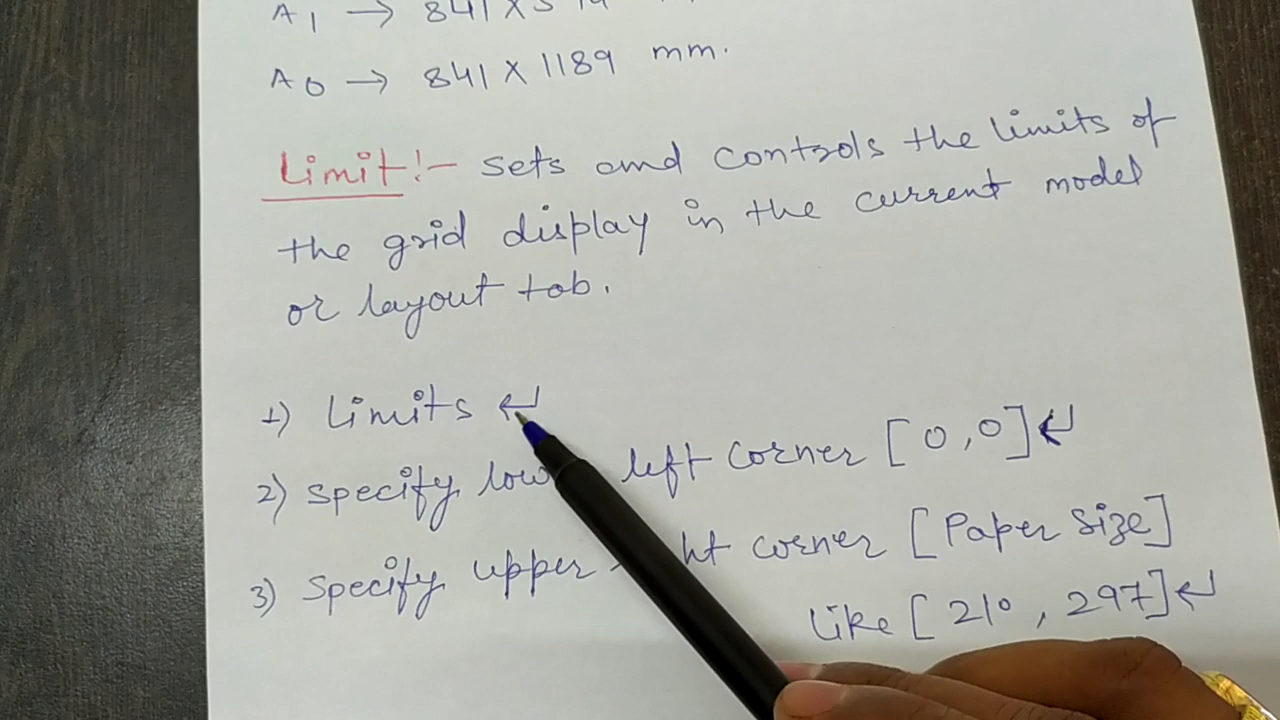 A1 → 841 X
A0 → 841 X 1189 mm.
Limit:- sets and controls the limits of
the grid display in the current model
or layout tab.
1) Limits ↵
2) specify left corner [0,0]↵
3) specify upper corner [Paper Size]
like [210, 297]↵